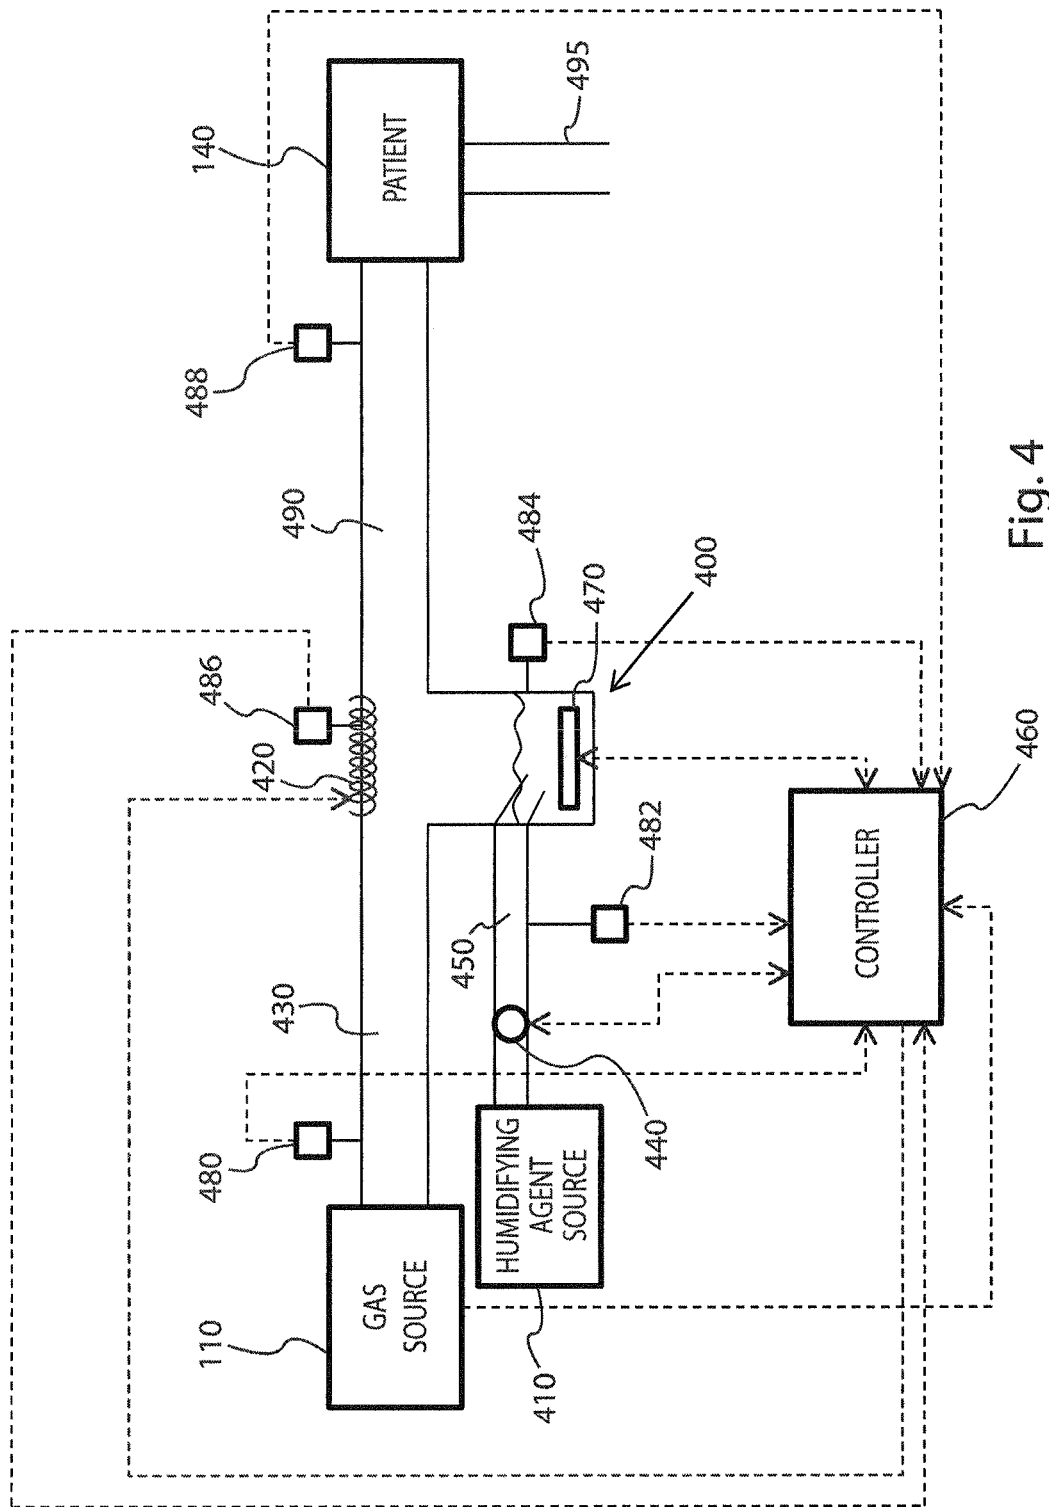 486
420
488
140
PATIENT
495
490
430
480
110
GAS
SOURCE
HUMIDIFYING
AGENT
SOURCE
410
440
450
482
484
470
400
460
CONTROLLER
Fig. 4